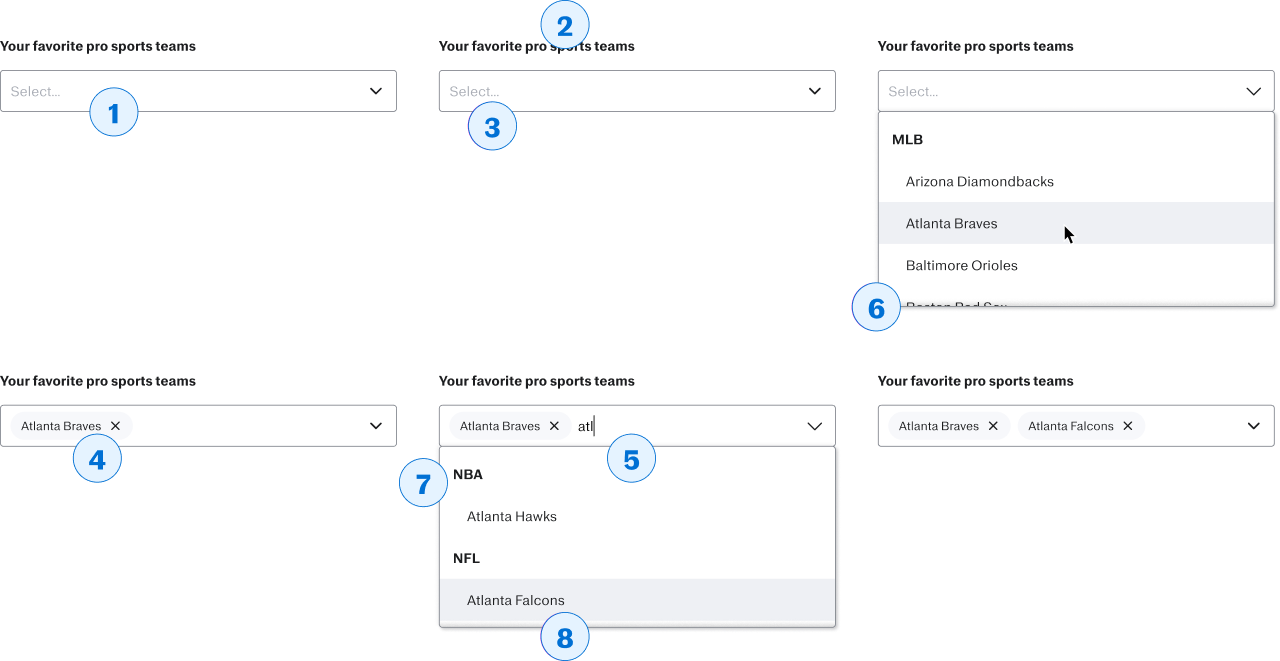 2
Your favorite pro sports teams
Your favorite pro sports teams
Your favorite pro sports teams
Select...
Select...
Select...
1
3
MLB
Arizona Diamondbacks
Atlanta Braves
Baltimore Orioles
Boston Red Sox
6
Your favorite pro sports teams
Your favorite pro sports teams
Your favorite pro sports teams
Atlanta Braves
Atlanta Braves atl
Atlanta Braves Atlanta Falcons
4
5
7
NBA
Atlanta Hawks
NFL
Atlanta Falcons
8